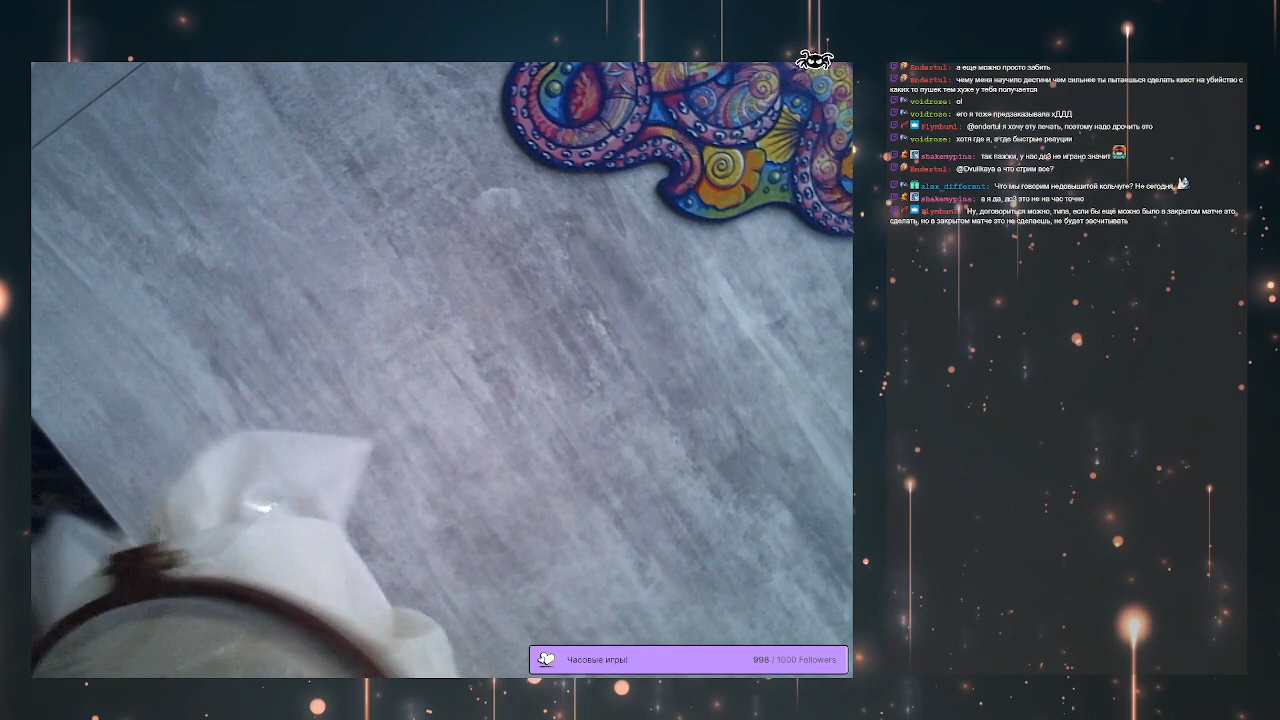 Endertul: а еще можно просто забить
Endertul: чему меня научило дестини чем сильнее ты пытаешься сделать квест на убийство с
каких то пушек тем хуже у тебя получается
voidroze: о!
voidroze: его я тоже предзаказывала хДДД
Flymbum1: @endertul я хочу эту печать, поэтому надо дрочить это
voidroze: хотя где я, а где быстрые реакции
shakemypina: так пажжи, у нас до3 не играно значит
Endertul: @Dvulikaya а что стрим все?
alex_different: Что мы говорим недовышитой кольчуге? Не сегодня
shakemypina: а я да, до3 это не на час точно
Flymbum1: Ну, договориться можно, типа, если бы ещё можно было в закрытом матче это
сделать, но в закрытом матче это не сделаешь, не будет засчитывать
Часовые игры! 998 / 1000 Followers